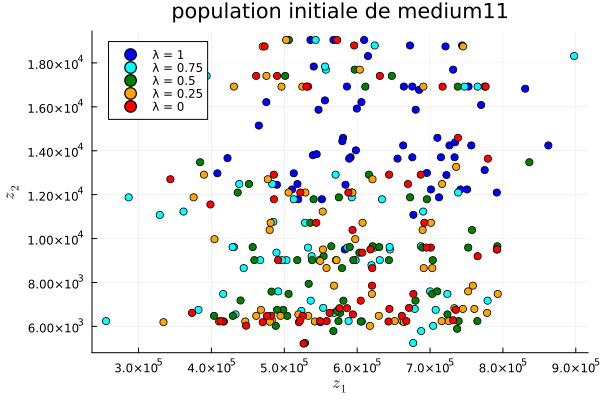 population initiale de medium11
λ = 1
λ = 0.75
λ = 0.5
λ = 0.25
λ = 0
1.80×10⁴
1.60×10⁴
1.40×10⁴
1.20×10⁴
1.00×10⁴
8.00×10³
6.00×10³
z₂
3.0×10⁵ 4.0×10⁵ 5.0×10⁵ 6.0×10⁵ 7.0×10⁵ 8.0×10⁵ 9.0×10⁵
z₁